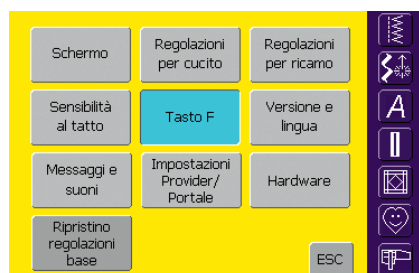 Schermo
Regolazioni
per cucito
Regolazioni
per ricamo
Sensibilità
al tatto
Tasto F
Versione e
lingua
Messaggi e
suoni
Impostazioni
Provider/
Portale
Hardware
Ripristino
regolazioni
base
ESC
A